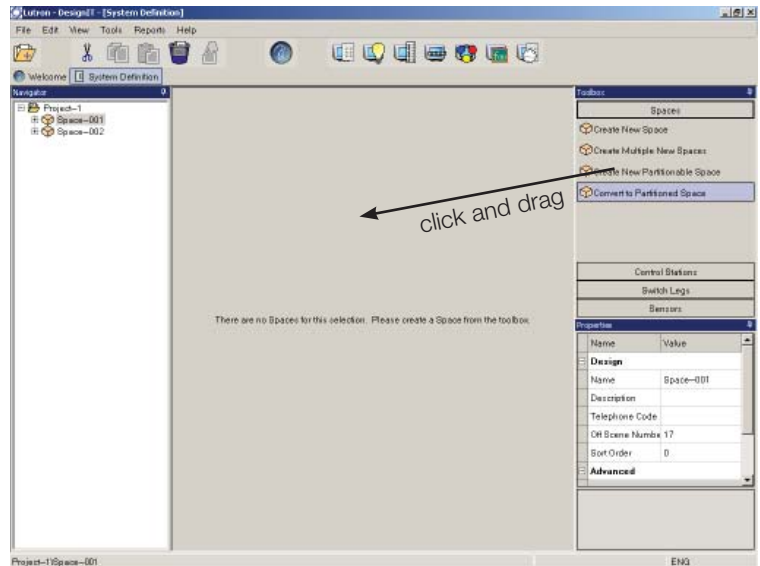 Lutron - DesignIT - [System Definition]
File Edit View Tools Reports Help
Welcome System Definition
Navigator
Project-1
Space-001
Space-002
There are no Spaces for this selection. Please create a Space from the toolbox.
click and drag
Toolbox
Spaces
Create New Space
Create Multiple New Spaces
Create New Partitionable Space
Convert to Partitioned Space
Control Stations
Switch Legs
Sensors
Properties
Name Value
Design
Name Space-001
Description
Telephone Code
Off Scene Numbe 17
Sort Order 0
Advanced
Project-1\Space-001 ENG